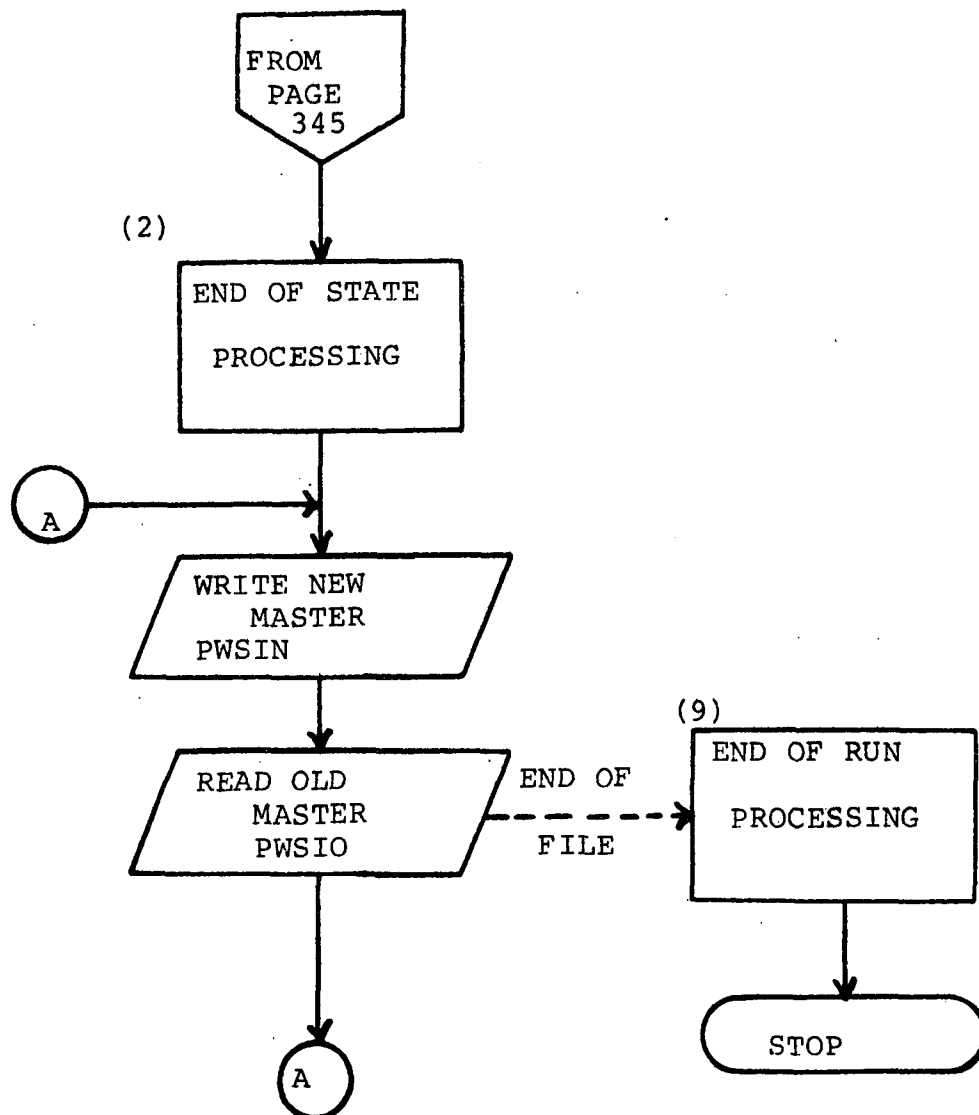 FROM
PAGE
345
(2)
END OF STATE
PROCESSING
A
WRITE NEW
MASTER
PWSIN
READ OLD
MASTER
PWSIO
END OF
FILE
(9)
END OF RUN
PROCESSING
STOP
A